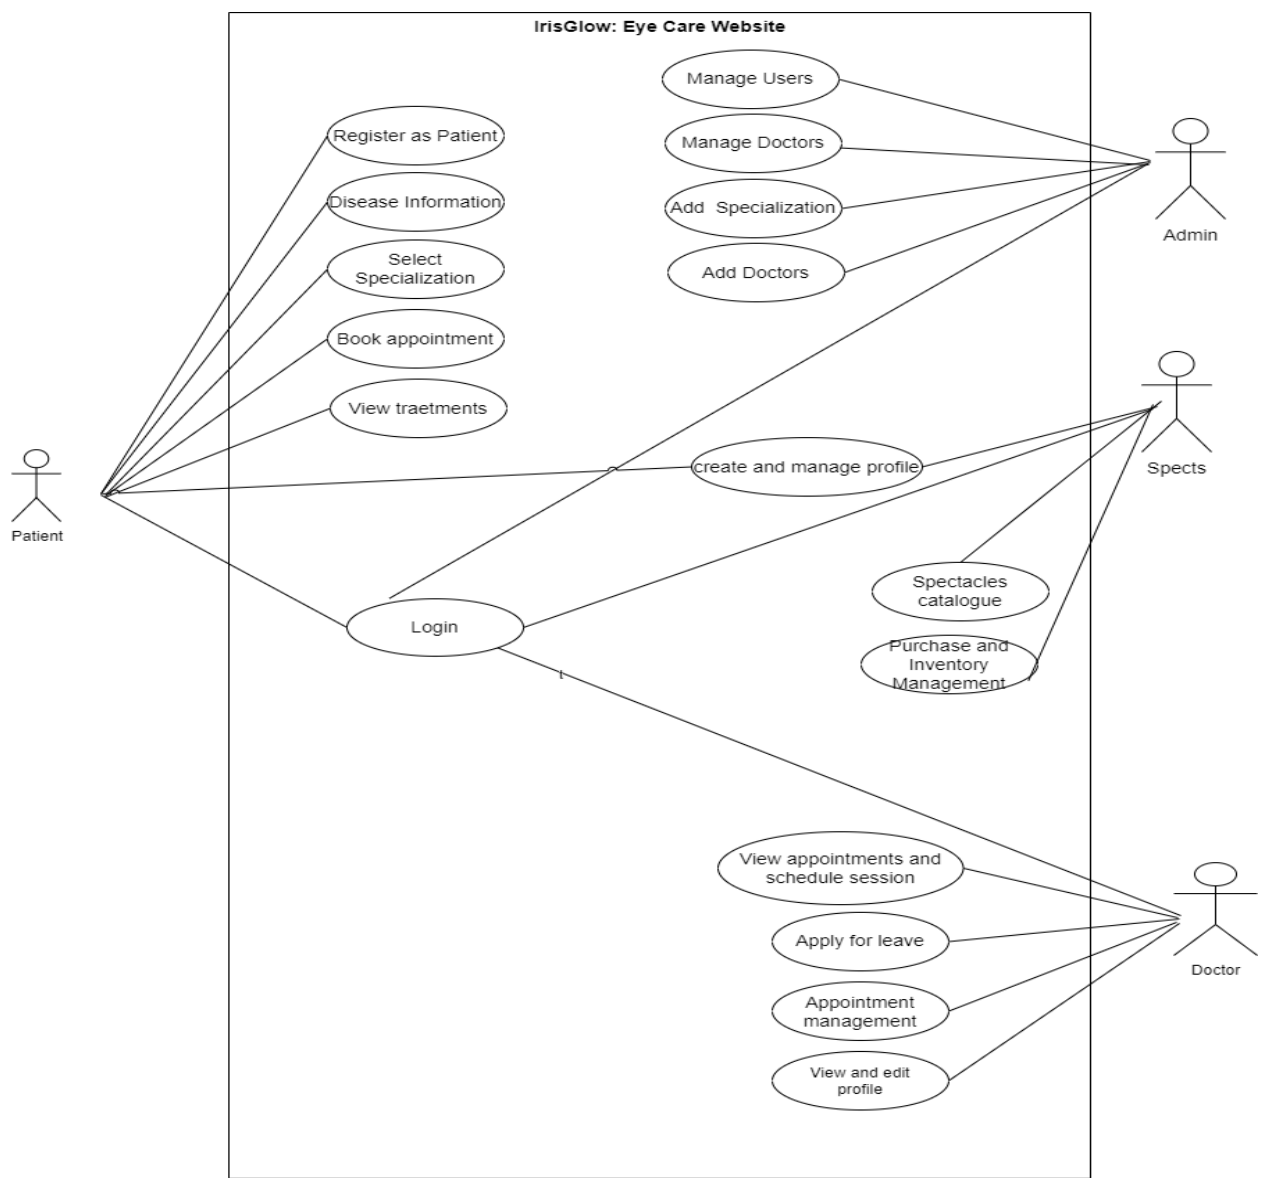 IrisGlow: Eye Care Website
Manage Users
Register as Patient
Manage Doctors
Disease Information
Add Specialization
Admin
Select
Specialization
Add Doctors
Book appointment
View traetments
Spects
create and manage profile
Patient
Spectacles
catalogue
Login
Purchase and
Inventory
Management
t
View appointments and
schedule session
Apply for leave
Doctor
Appointment
management
View and edit
profile